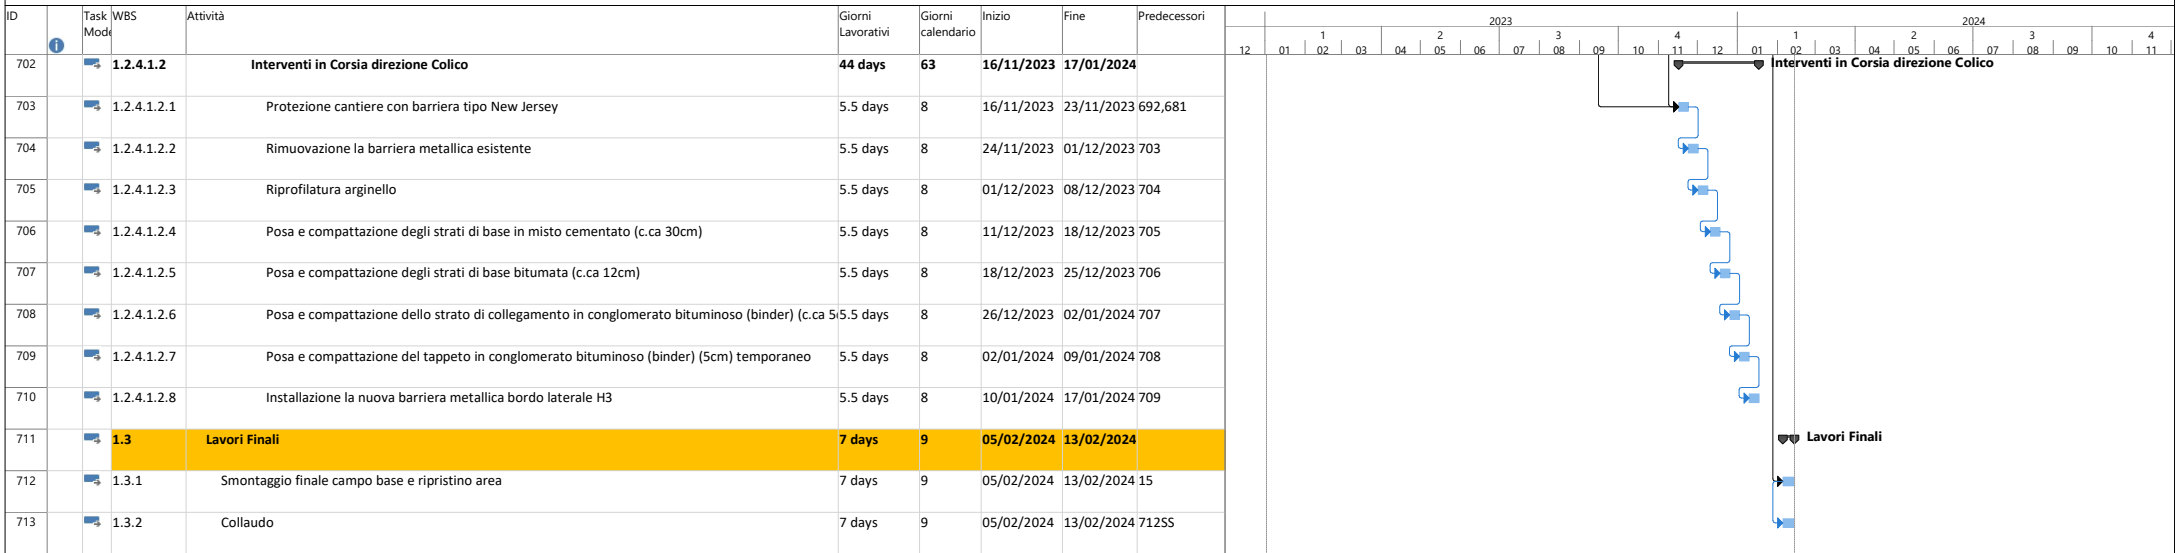 ID Task Mode WBS Attività Giorni Lavorativi Giorni calendario Inizio Fine Predecessori
2023 2024
1 2 3 4 1 2 3 4
12 01 02 03 04 05 06 07 08 09 10 11 12 01 02 03 04 05 06 07 08 09 10 11
702 1.2.4.1.2 Interventi in Corsia direzione Colico 44 days 63 16/11/2023 17/01/2024 Interventi in Corsia direzione Colico
703 1.2.4.1.2.1 Protezione cantiere con barriera tipo New Jersey 5.5 days 8 16/11/2023 23/11/2023 692,681
704 1.2.4.1.2.2 Rimuovazione la barriera metallica esistente 5.5 days 8 24/11/2023 01/12/2023 703
705 1.2.4.1.2.3 Riprofilatura arginello 5.5 days 8 01/12/2023 08/12/2023 704
706 1.2.4.1.2.4 Posa e compattazione degli strati di base in misto cementato (c.ca 30cm) 5.5 days 8 11/12/2023 18/12/2023 705
707 1.2.4.1.2.5 Posa e compattazione degli strati di base bitumata (c.ca 12cm) 5.5 days 8 18/12/2023 25/12/2023 706
708 1.2.4.1.2.6 Posa e compattazione dello strato di collegamento in conglomerato bituminoso (binder) (c.ca 5 5.5 days 8 26/12/2023 02/01/2024 707
709 1.2.4.1.2.7 Posa e compattazione del tappeto in conglomerato bituminoso (binder) (5cm) temporaneo 5.5 days 8 02/01/2024 09/01/2024 708
710 1.2.4.1.2.8 Installazione la nuova barriera metallica bordo laterale H3 5.5 days 8 10/01/2024 17/01/2024 709
711 1.3 Lavori Finali 7 days 9 05/02/2024 13/02/2024 Lavori Finali
712 1.3.1 Smontaggio finale campo base e ripristino area 7 days 9 05/02/2024 13/02/2024 15
713 1.3.2 Collaudo 7 days 9 05/02/2024 13/02/2024 712SS